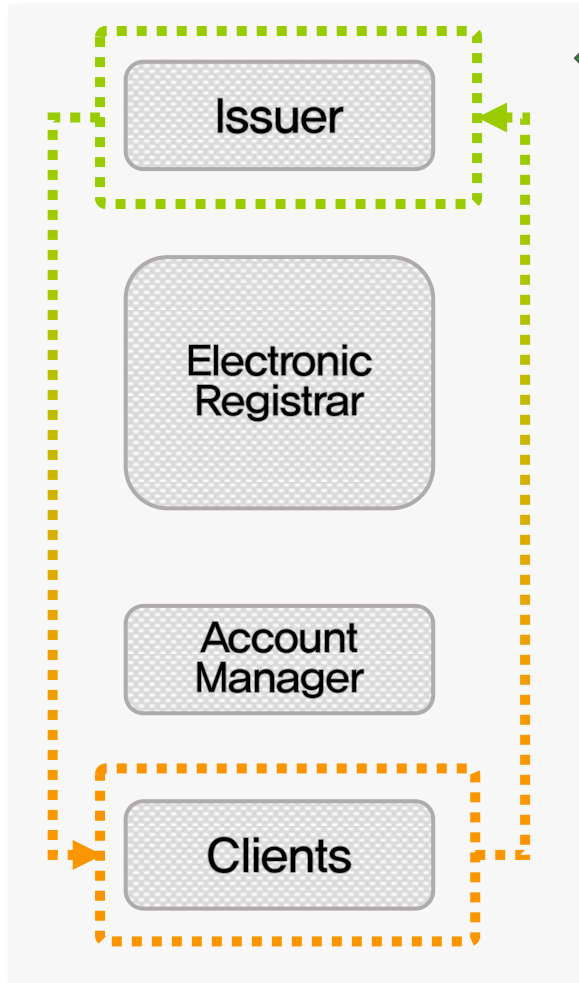 Issuer
Electronic
Registrar
Account
Manager
Clients